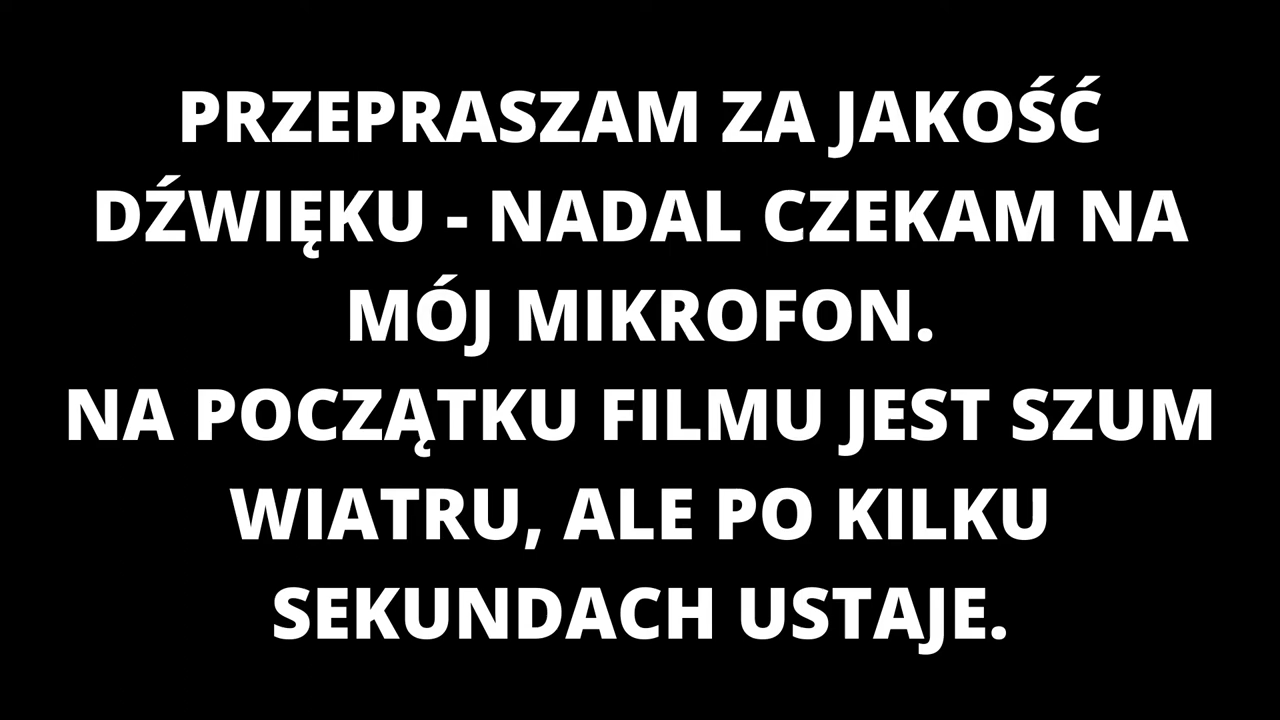 PRZEPRASZAM ZA JAKOŚĆ
DŹWIĘKU - NADAL CZEKAM NA
MÓJ MIKROFON.
NA POCZĄTKU FILMU JEST SZUM
WIATRU, ALE PO KILKU
SEKUNDACH USTAJE.